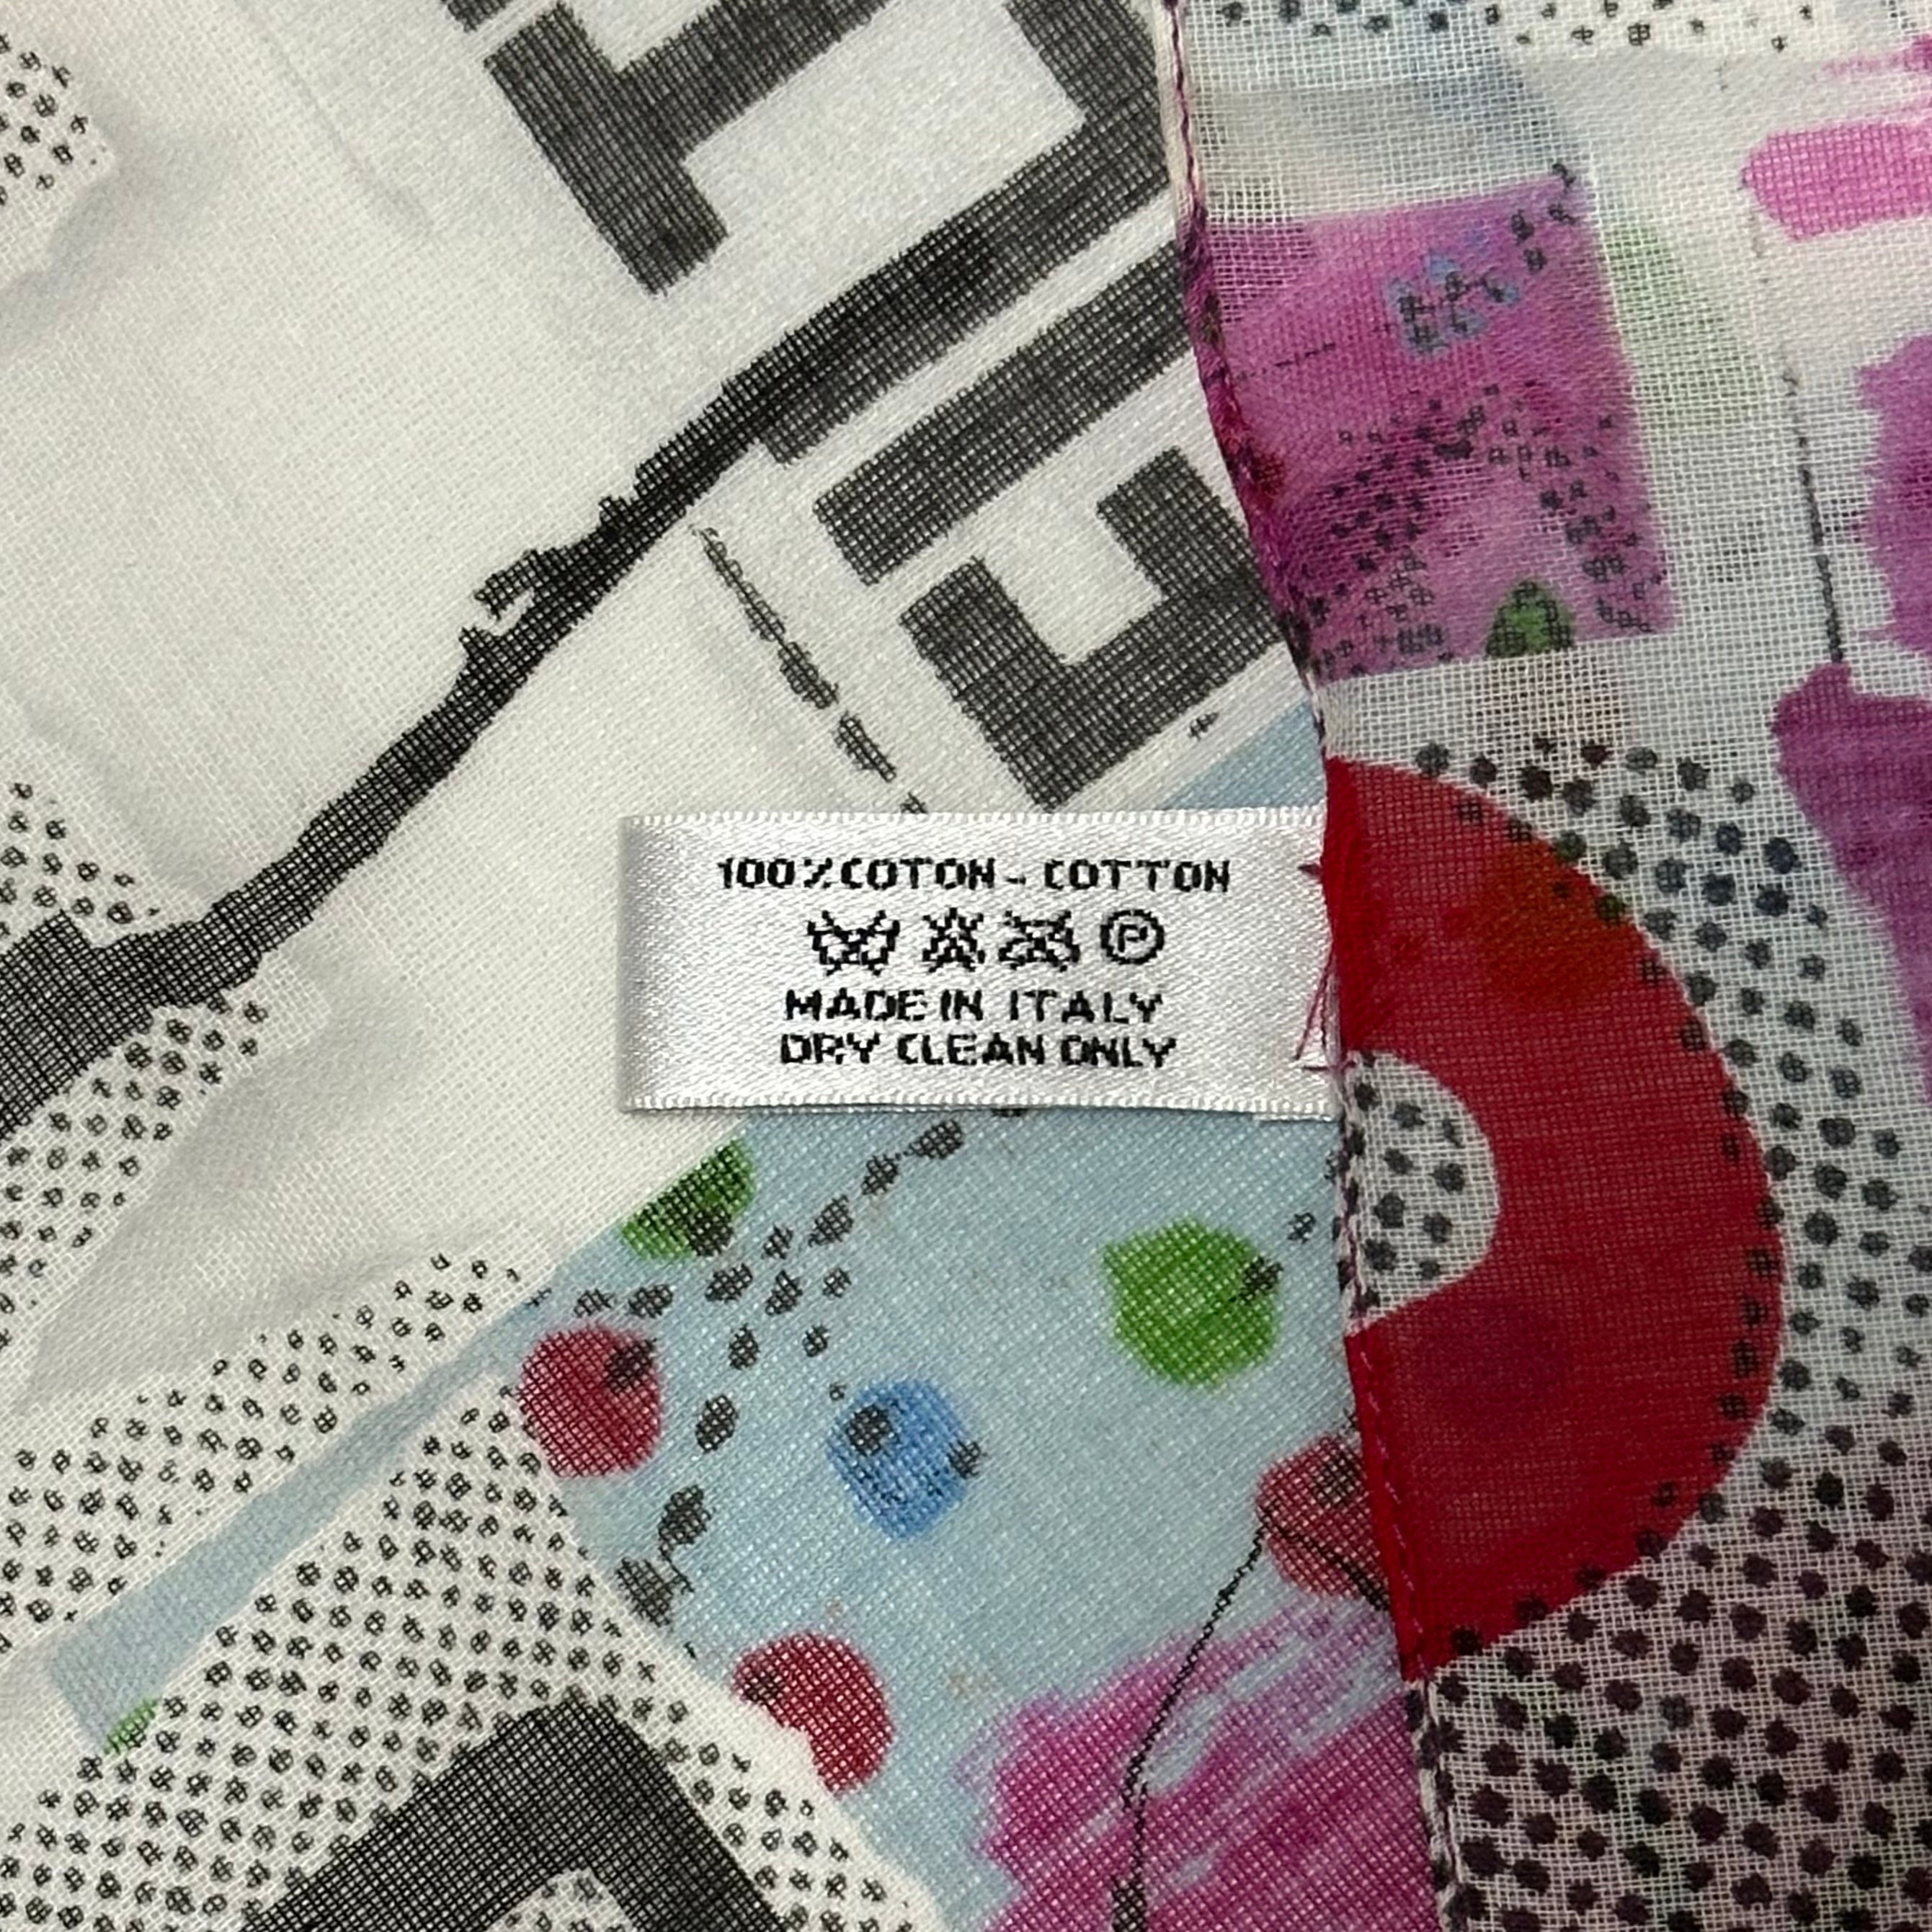 100%COTON - COTTON
P
MADE IN ITALY
DRY CLEAN ONLY